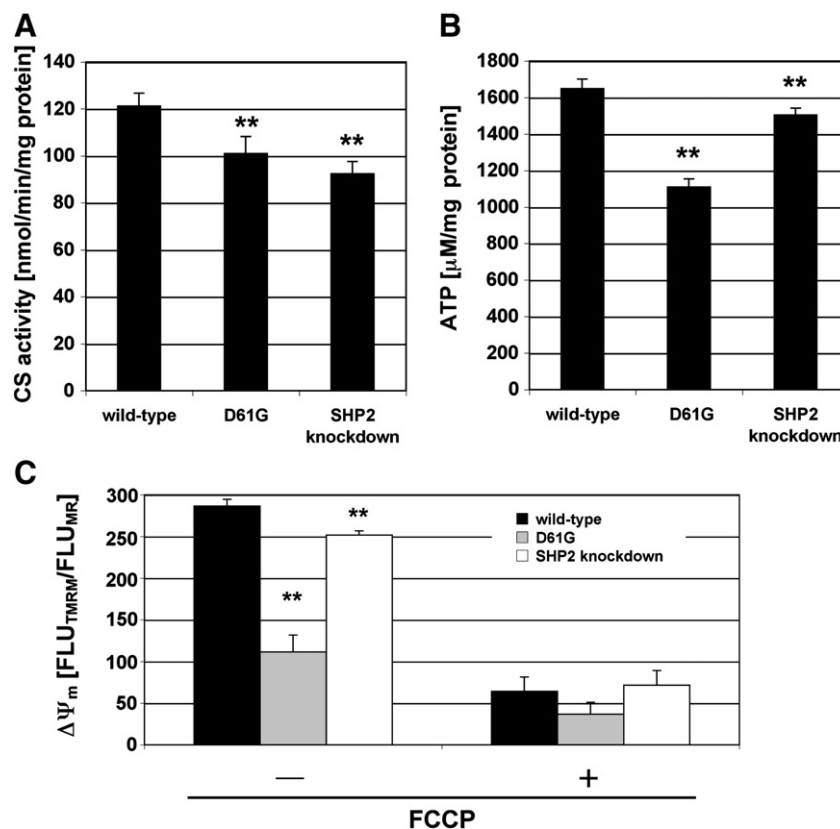 A
CS activity [nmol/min/mg protein]
140
120
100
80
60
40
20
0
**
**
wild-type
D61G
SHP2
knockdown
B
ATP [μM/mg protein]
1800
1600
1400
1200
1000
800
600
400
200
0
**
**
wild-type
D61G
SHP2
knockdown
C
ΔΨm [FLUTMRM/FLUMR]
300
250
200
150
100
50
0
**
**
wild-type
D61G
SHP2 knockdown
— +
FCCP